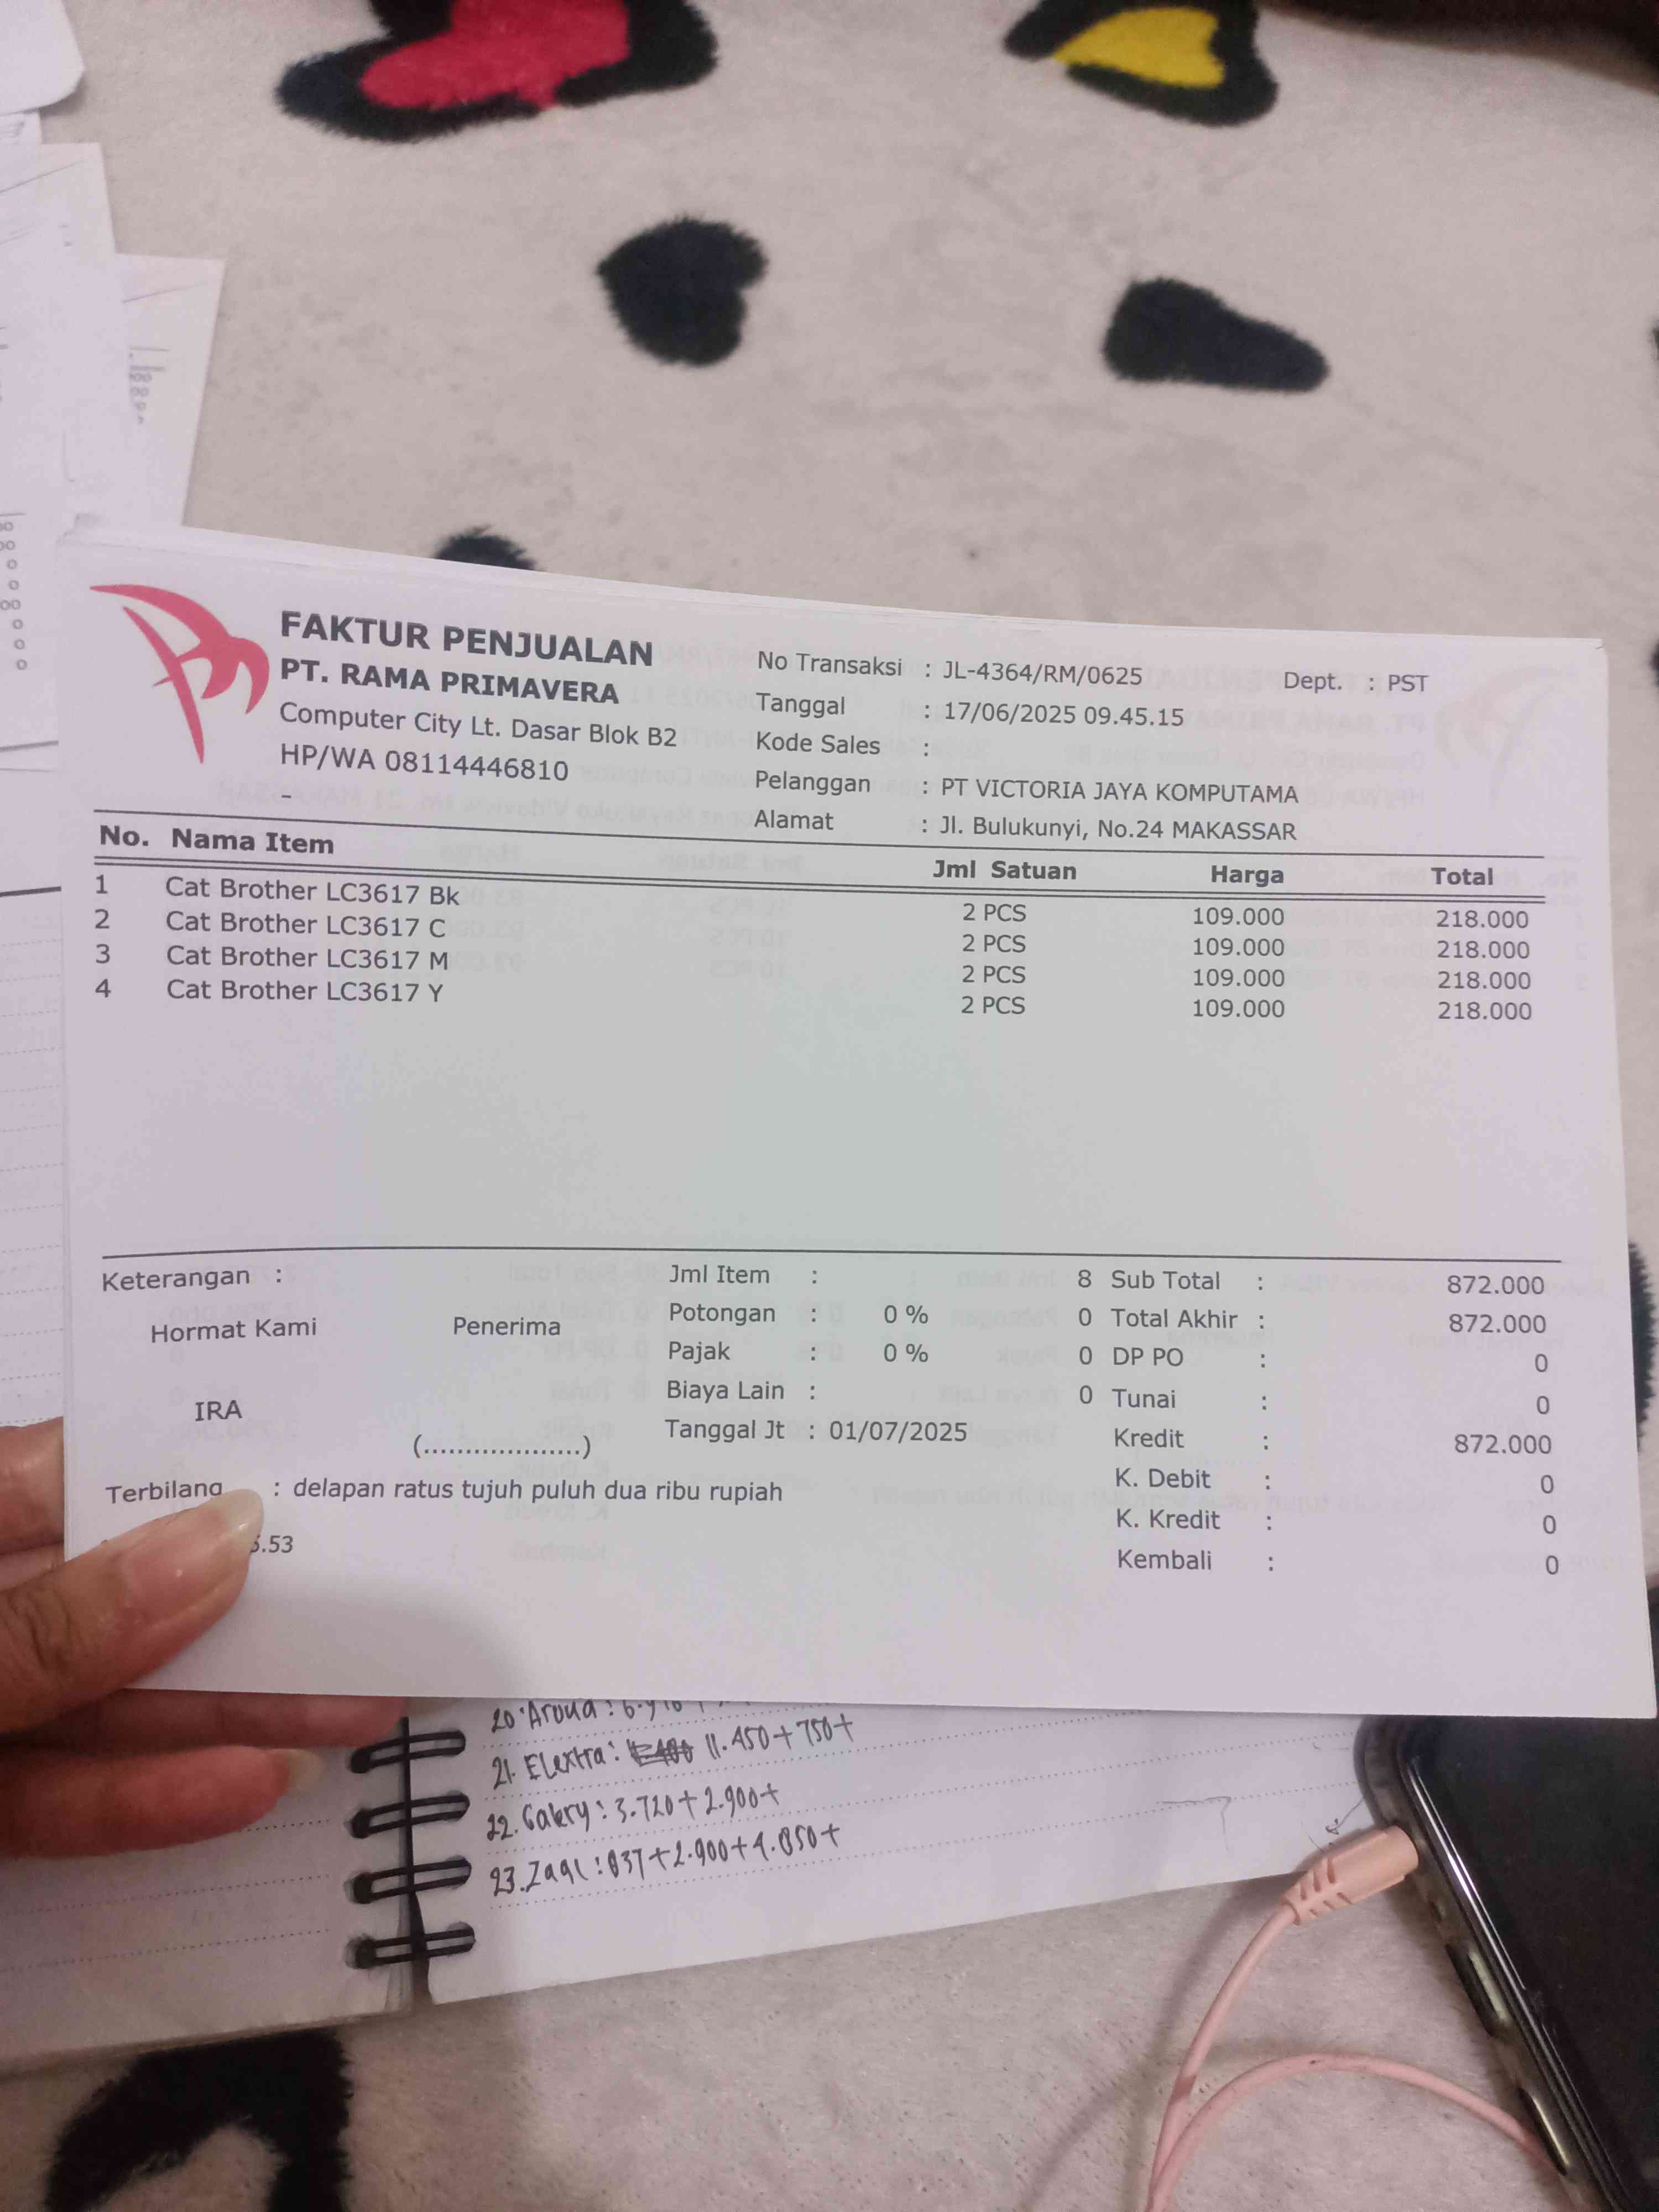 FAKTUR PENJUALAN
PT. RAMA PRIMAVERA
Computer City Lt. Dasar Blok B2
HP/WA 08114446810
-
No Transaksi : JL-4364/RM/0625 Dept. : PST
Tanggal : 17/06/2025 09.45.15
Kode Sales :
Pelanggan : PT VICTORIA JAYA KOMPUTAMA
Alamat : Jl. Bulukunyi, No.24 MAKASSAR
No. Nama Item Jml Satuan Harga Total
1 Cat Brother LC3617 Bk 2 PCS 109.000 218.000
2 Cat Brother LC3617 C 2 PCS 109.000 218.000
3 Cat Brother LC3617 M 2 PCS 109.000 218.000
4 Cat Brother LC3617 Y 2 PCS 109.000 218.000
Keterangan :
Hormat Kami Penerima
IRA
(...................)
Jml Item : 8
Potongan : 0 % 0
Pajak : 0 % 0
Biaya Lain : 0
Tanggal Jt : 01/07/2025
Sub Total : 872.000
Total Akhir : 872.000
DP PO : 0
Tunai : 0
Kredit : 872.000
K. Debit : 0
K. Kredit : 0
Kembali : 0
Terbilang : delapan ratus tujuh puluh dua ribu rupiah
.53
21. Elextra: 11.450+750+
22. Galery: 3.720+2.900+
23. : 837+2.900+4.850+